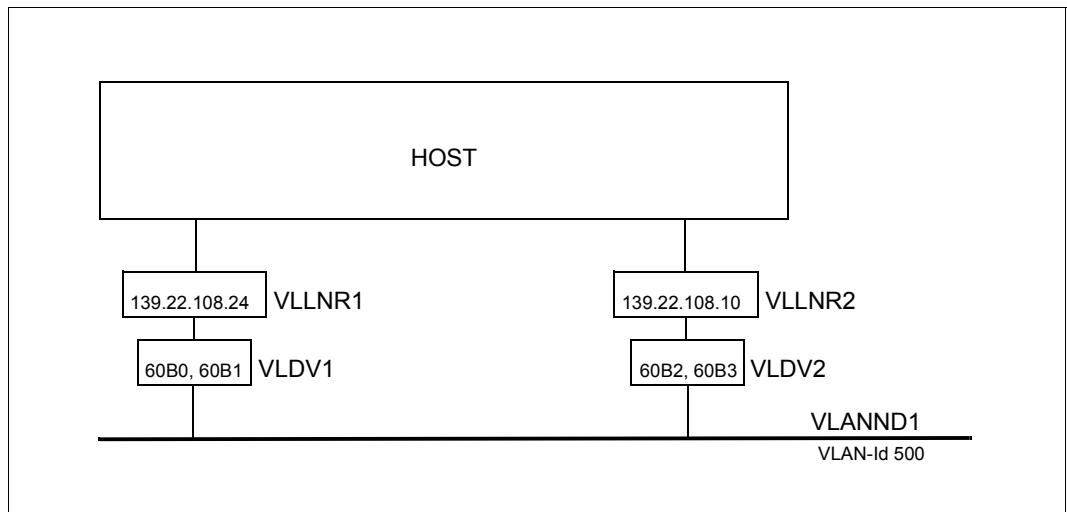 HOST
139.22.108.24 VLLNR1
139.22.108.10 VLLNR2
60B0, 60B1 VLDV1
60B2, 60B3 VLDV2
VLANND1
VLAN-Id 500